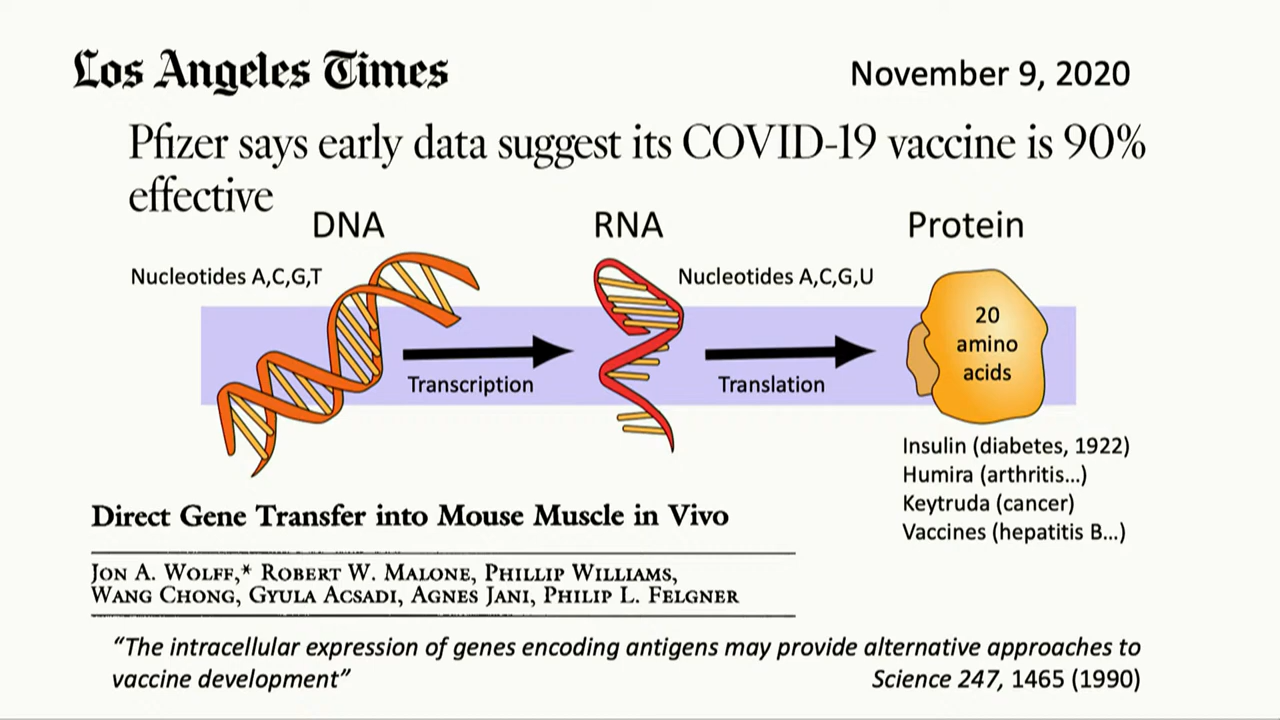 Los Angeles Times
November 9, 2020
Pfizer says early data suggest its COVID-19 vaccine is 90%
effective
DNA
RNA
Protein
Nucleotides A,C,G,T
Nucleotides A,C,G,U
20
amino
acids
Transcription
Translation
Insulin (diabetes, 1922)
Humira (arthritis...)
Keytruda (cancer)
Vaccines (hepatitis B...)
Direct Gene Transfer into Mouse Muscle in Vivo
JON A. WOLFF,* ROBERT W. MALONE, PHILLIP WILLIAMS,
WANG CHONG, GYULA ACSADI, AGNES JANI, PHILIP L. FELGNER
“The intracellular expression of genes encoding antigens may provide alternative approaches to
vaccine development”
Science 247, 1465 (1990)